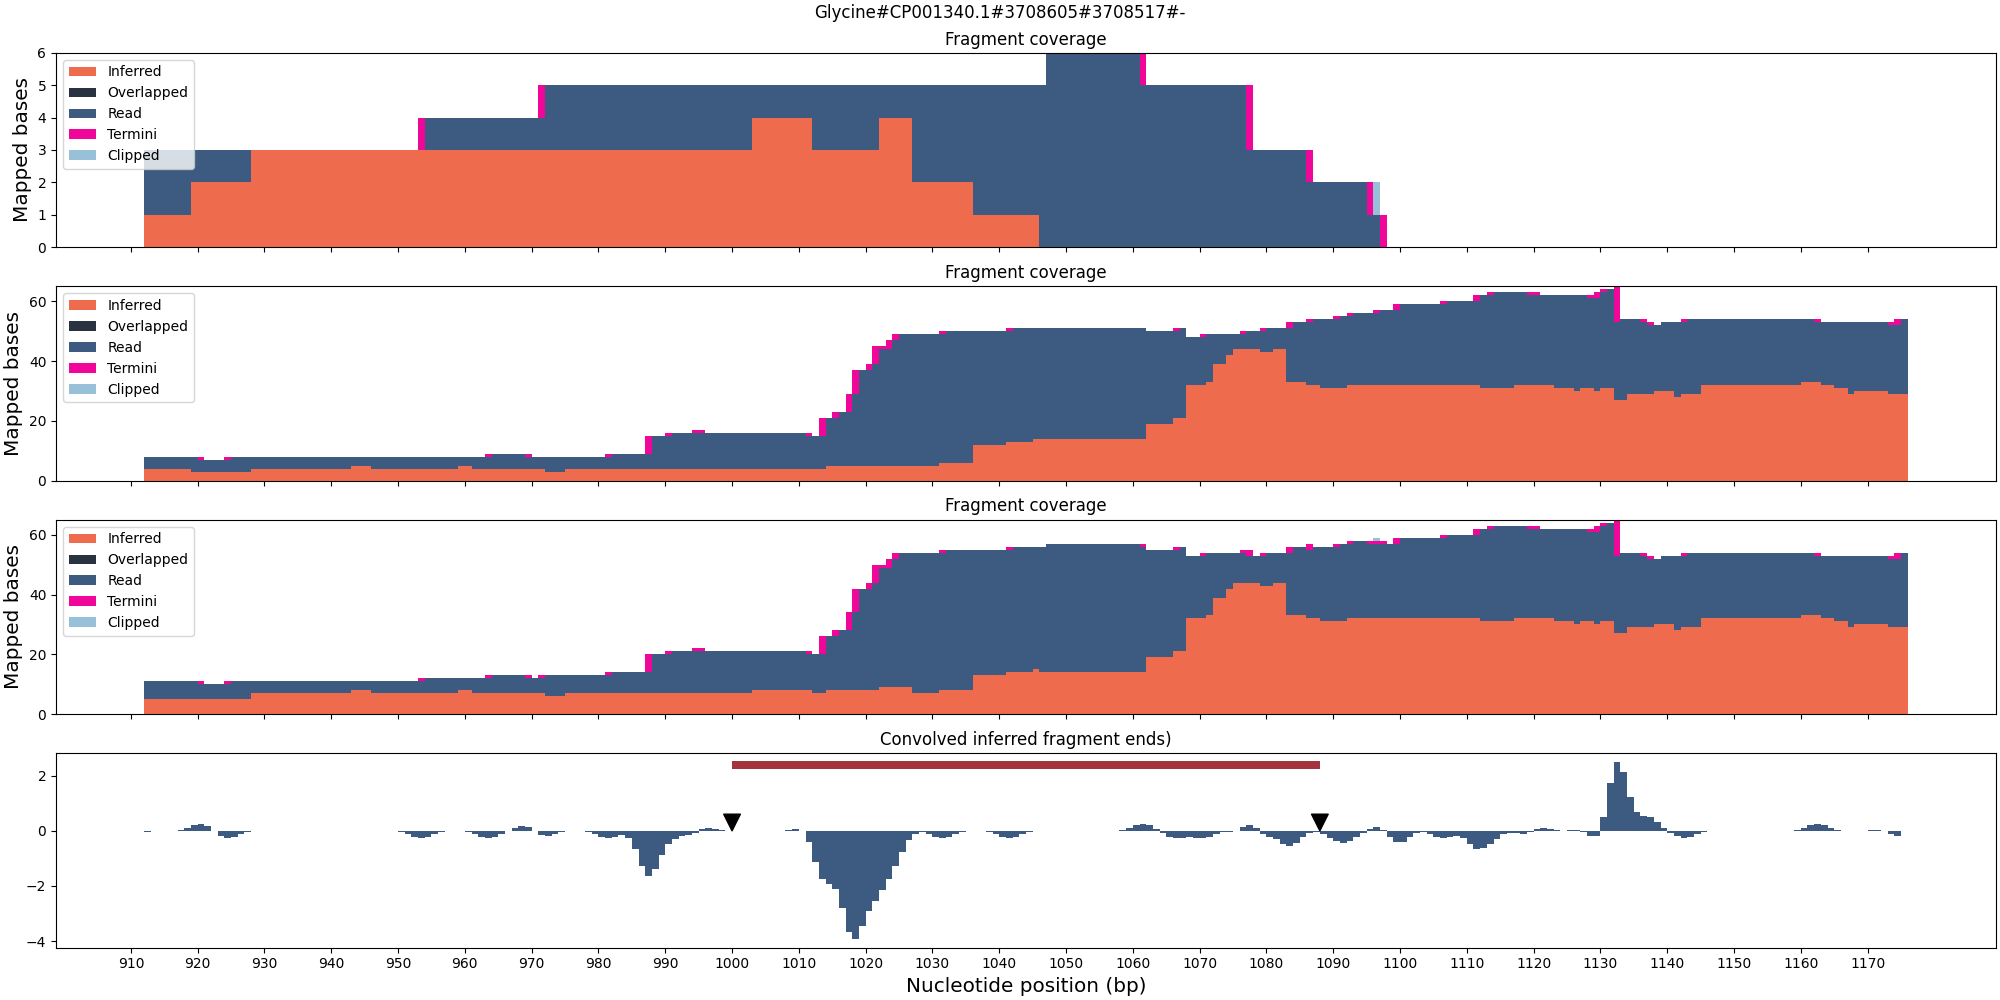 Glycine#CP001340.1#3708605#3708517#-
Fragment coverage
Mapped bases
6
5
4
3
2
1
0
Inferred
Overlapped
Read
Termini
Clipped
Fragment coverage
Mapped bases
60
40
20
0
Inferred
Overlapped
Read
Termini
Clipped
Fragment coverage
Mapped bases
60
40
20
0
Inferred
Overlapped
Read
Termini
Clipped
Convolved inferred fragment ends)
2
0
−2
−4
910 920 930 940 950 960 970 980 990 1000 1010 1020 1030 1040 1050 1060 1070 1080 1090 1100 1110 1120 1130 1140 1150 1160 1170
Nucleotide position (bp)